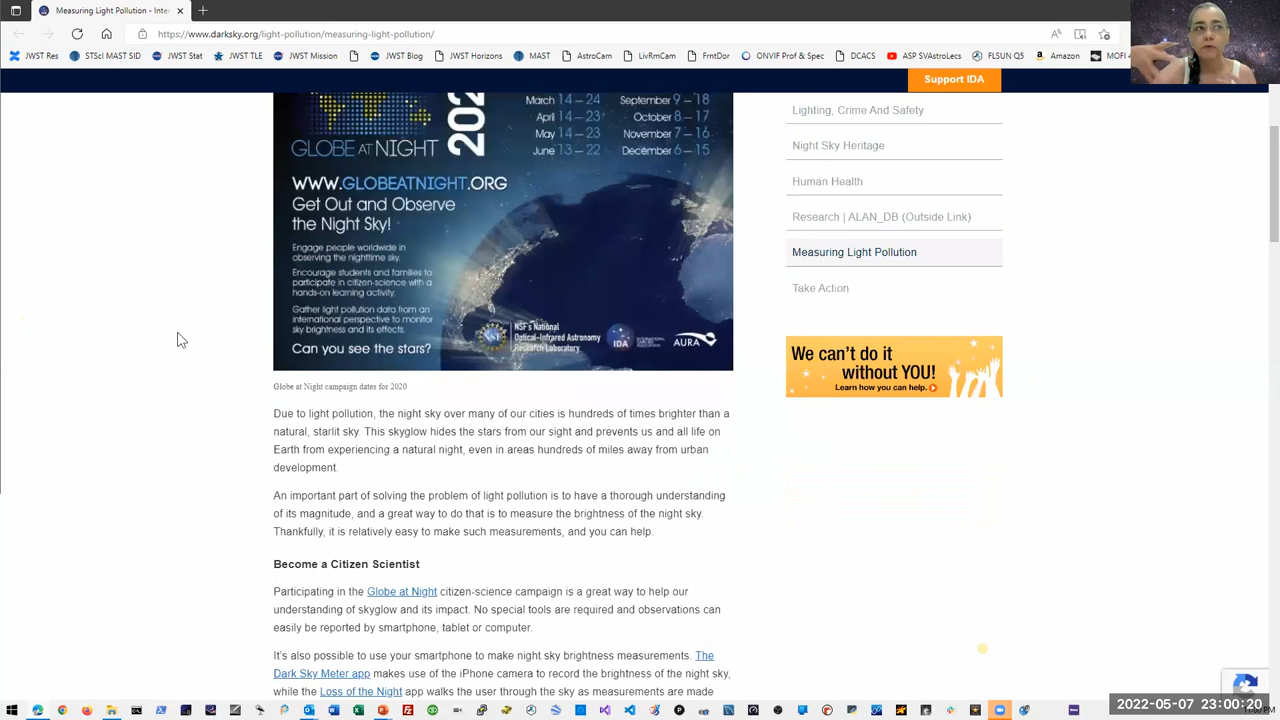 Measuring Light Pollution - Inte
https://www.darksky.org/light-pollution/measuring-light-pollution/
JWST Res
STScI MAST SID
JWST Stat
JWST TLE
JWST Mission
JWST Blog
JWST Horizons
MAST
AstroCam
LivRmCam
FrntDor
ONVIF Prof & Spec
DCACS
ASP SVAstroLecs
FLSUN Q5
Amazon
MOFI 4
Support IDA
GLOBE AT NIGHT
202
March 14 – 24 September 9 – 18
April 14 – 23 October 8 – 17
May 14 – 23 November 7 – 16
June 13 – 22 December 6 – 15
WWW.GLOBEATNIGHT.ORG
Get Out and Observe
the Night Sky!
Engage people worldwide in
observing the nighttime sky.
Encourage students and families to
participate in citizen-science with a
hands-on learning activity.
Gather light pollution data from an
international perspective to monitor
sky brightness and its effects.
Can you see the stars?
NSF's National
Optical-Infrared Astronomy
Research Laboratory
IDA
AURA
Globe at Night campaign dates for 2020
Due to light pollution, the night sky over many of our cities is hundreds of times brighter than a
natural, starlit sky. This skyglow hides the stars from our sight and prevents us and all life on
Earth from experiencing a natural night, even in areas hundreds of miles away from urban
development.
An important part of solving the problem of light pollution is to have a thorough understanding
of its magnitude, and a great way to do that is to measure the brightness of the night sky.
Thankfully, it is relatively easy to make such measurements, and you can help.
Become a Citizen Scientist
Participating in the Globe at Night citizen-science campaign is a great way to help our
understanding of skyglow and its impact. No special tools are required and observations can
easily be reported by smartphone, tablet or computer.
It's also possible to use your smartphone to make night sky brightness measurements. The
Dark Sky Meter app makes use of the iPhone camera to record the brightness of the night sky,
while the Loss of the Night app walks the user through the sky as measurements are made
Lighting, Crime And Safety
Night Sky Heritage
Human Health
Research | ALAN_DB (Outside Link)
Measuring Light Pollution
Take Action
We can't do it
without YOU!
Learn how you can help.
2022-05-07 23:00:20